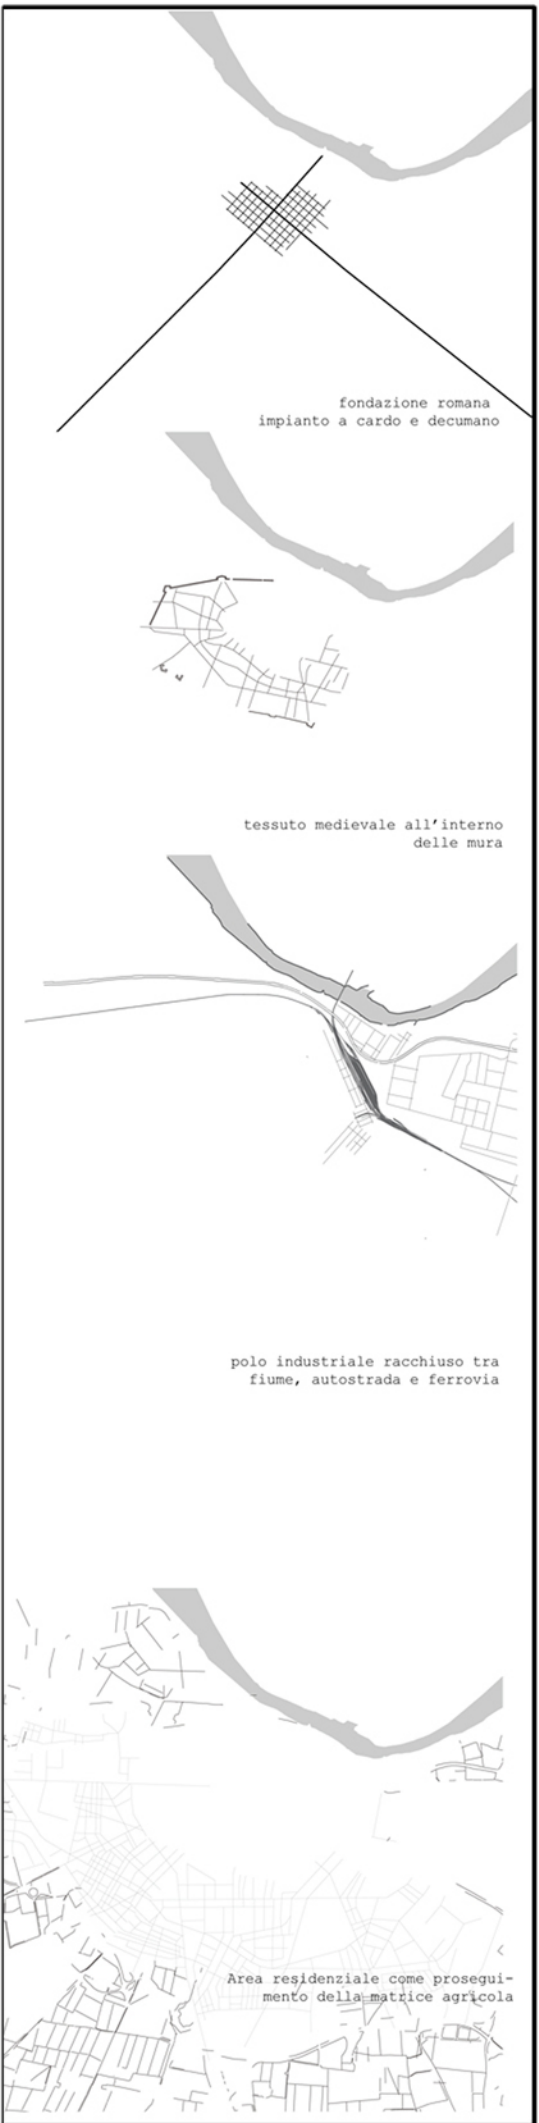 fondazione romana
impianto a cardo e decumano
tessuto medievale all'interno
delle mura
polo industriale racchiuso tra
fiume, autostrada e ferrovia
Area residenziale come prosegui-
mento della matrice agricola